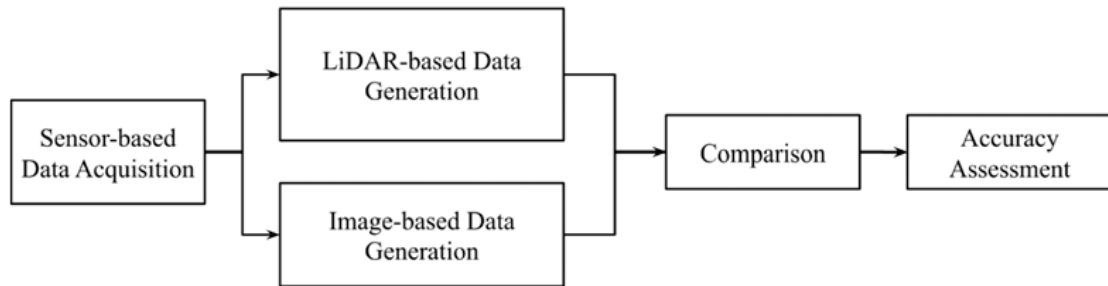 Sensor-based
Data Acquisition
LiDAR-based Data
Generation
Image-based Data
Generation
Comparison
Accuracy
Assessment